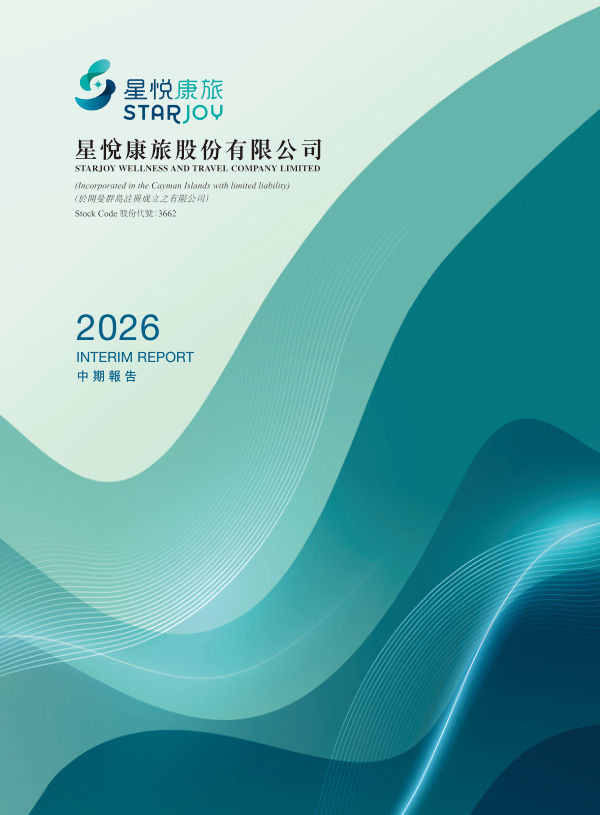 星悦康旅
STARJOY
星悅康旅股份有限公司
STARJOY WELLNESS AND TRAVEL COMPANY LIMITED
(Incorporated in the Cayman Islands with limited liability)
(於開曼群島註冊成立之有限公司)
Stock Code 股份代號：3662
2026
INTERIM REPORT
中期報告